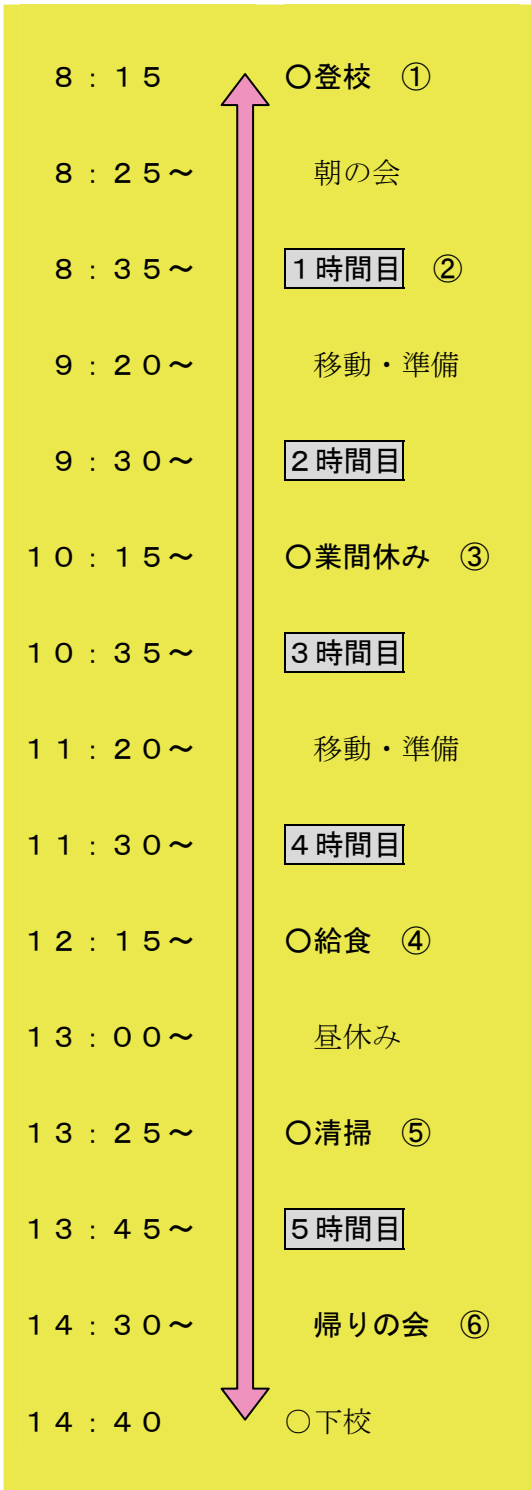 8:15 〇登校 ①
8:25~ 朝の会
8:35~ 1時間目 ②
9:20~ 移動・準備
9:30~ 2時間目
10:15~ 〇業間休み ③
10:35~ 3時間目
11:20~ 移動・準備
11:30~ 4時間目
12:15~ 〇給食 ④
13:00~ 昼休み
13:25~ 〇清掃 ⑤
13:45~ 5時間目
14:30~ 帰りの会 ⑥
14:40 ○下校